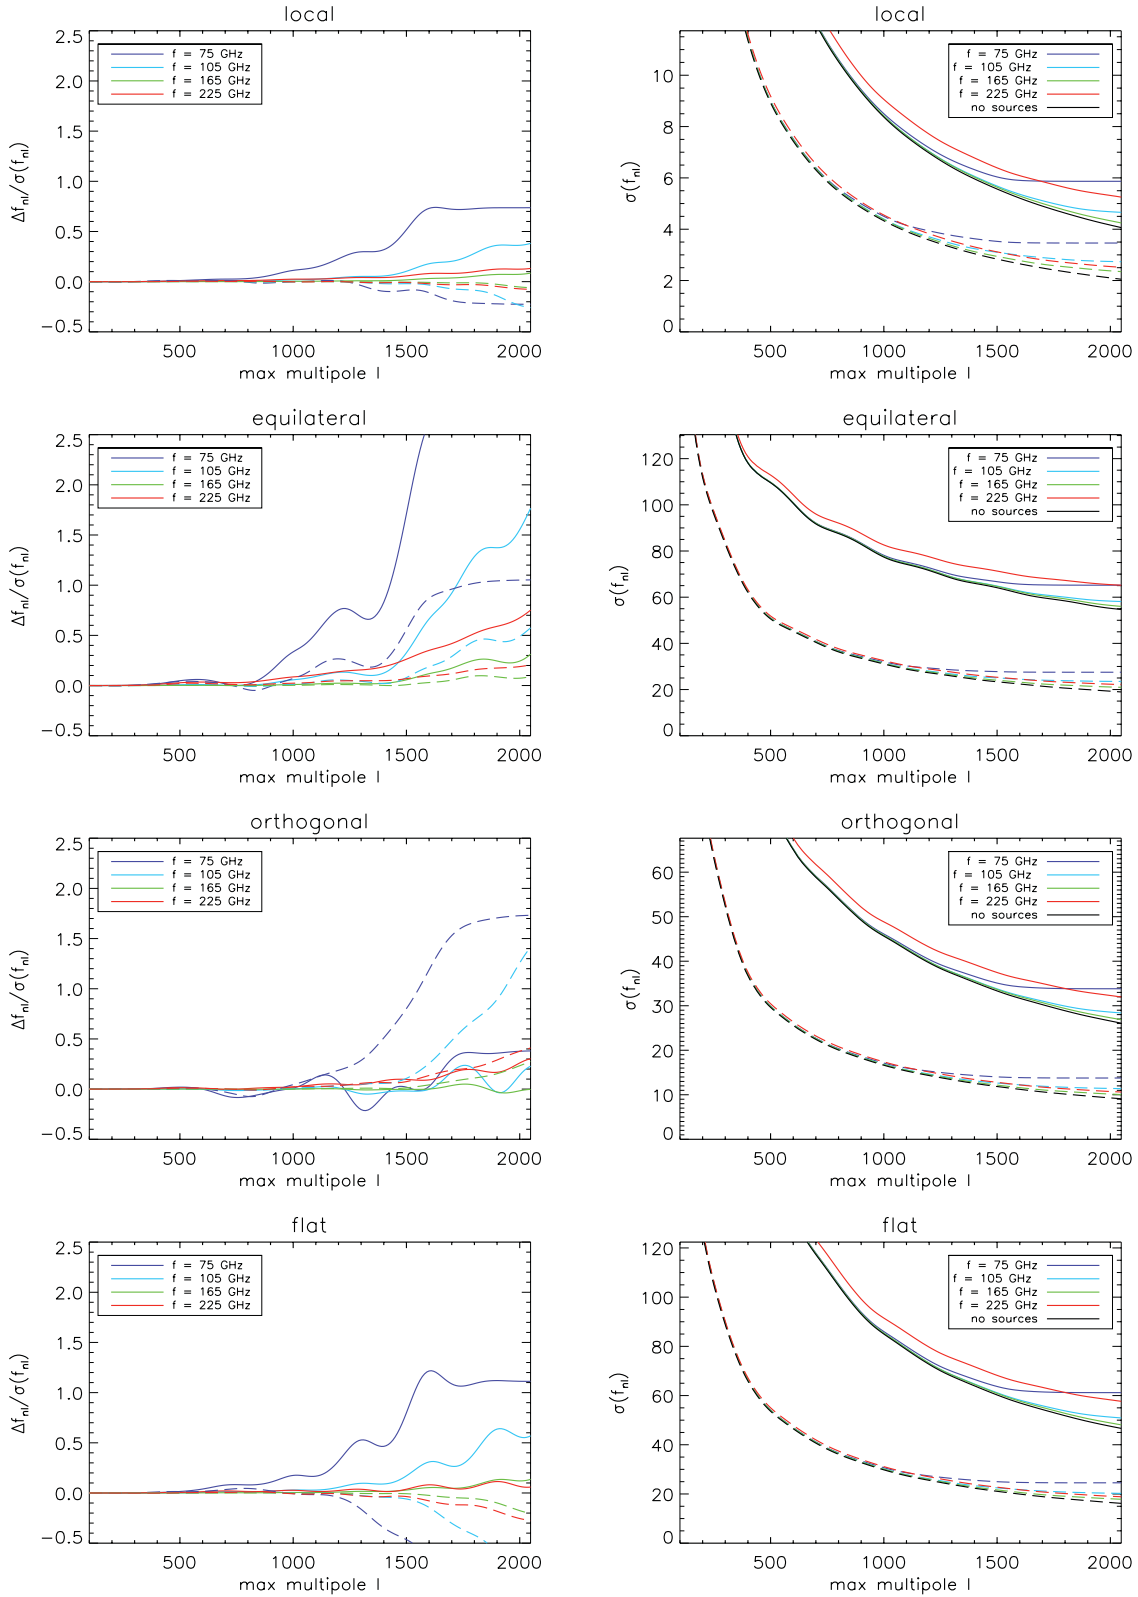 local
2.5
2.0
1.5
1.0
0.5
0.0
−0.5
Δf_nl/σ(f_nl)
f = 75 GHz
f = 105 GHz
f = 165 GHz
f = 225 GHz
500 1000 1500 2000
max multipole l
local
10
8
6
4
2
0
σ(f_nl)
f = 75 GHz
f = 105 GHz
f = 165 GHz
f = 225 GHz
no sources
500 1000 1500 2000
max multipole l
equilateral
2.5
2.0
1.5
1.0
0.5
0.0
−0.5
Δf_nl/σ(f_nl)
f = 75 GHz
f = 105 GHz
f = 165 GHz
f = 225 GHz
500 1000 1500 2000
max multipole l
equilateral
120
100
80
60
40
20
0
σ(f_nl)
f = 75 GHz
f = 105 GHz
f = 165 GHz
f = 225 GHz
no sources
500 1000 1500 2000
max multipole l
orthogonal
2.5
2.0
1.5
1.0
0.5
0.0
−0.5
Δf_nl/σ(f_nl)
f = 75 GHz
f = 105 GHz
f = 165 GHz
f = 225 GHz
500 1000 1500 2000
max multipole l
orthogonal
60
50
40
30
20
10
0
σ(f_nl)
f = 75 GHz
f = 105 GHz
f = 165 GHz
f = 225 GHz
no sources
500 1000 1500 2000
max multipole l
flat
2.5
2.0
1.5
1.0
0.5
0.0
−0.5
Δf_nl/σ(f_nl)
f = 75 GHz
f = 105 GHz
f = 165 GHz
f = 225 GHz
500 1000 1500 2000
max multipole l
flat
120
100
80
60
40
20
0
σ(f_nl)
f = 75 GHz
f = 105 GHz
f = 165 GHz
f = 225 GHz
no sources
500 1000 1500 2000
max multipole l